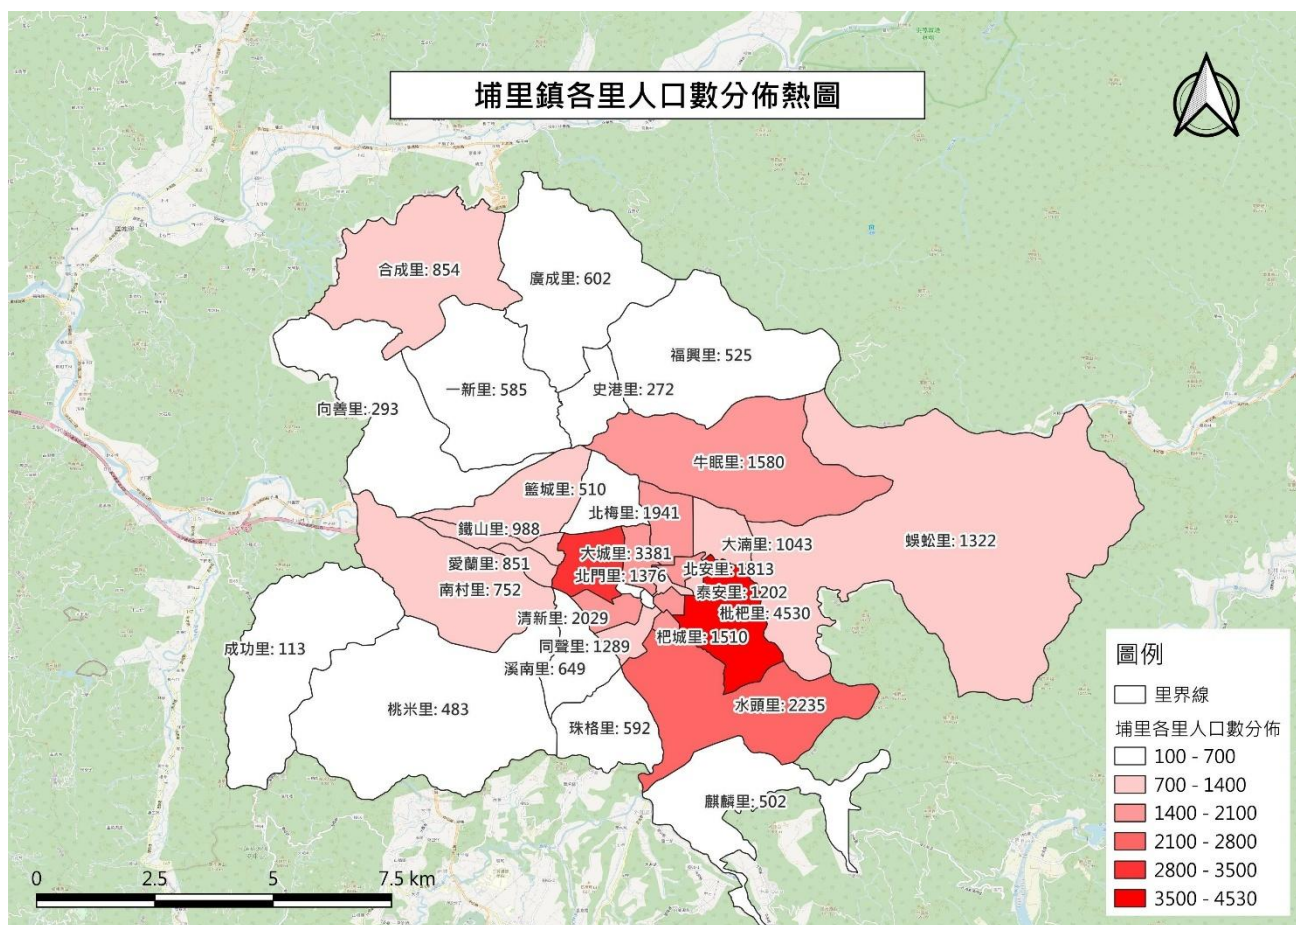 埔里鎮各里人口數分佈熱圖
合成里: 854
廣成里: 602
福興里: 525
一新里: 585
史港里: 272
向善里: 293
牛眠里: 1580
籃城里: 510
北梅里: 1941
鐵山里: 988
大湳里: 1043
蜈蚣里: 1322
大城里: 3381
愛蘭里: 851
北安里: 1813
北門里: 1376
南村里: 752
泰安里: 1202
枇杷里: 4530
清新里: 2029
杷城里: 1510
同聲里: 1289
成功里: 113
溪南里: 649
桃米里: 483
水頭里: 2235
珠格里: 592
麒麟里: 502
圖例
里界線
埔里各里人口數分佈
100 - 700
700 - 1400
1400 - 2100
2100 - 2800
2800 - 3500
3500 - 4530
0 2.5 5 7.5 km